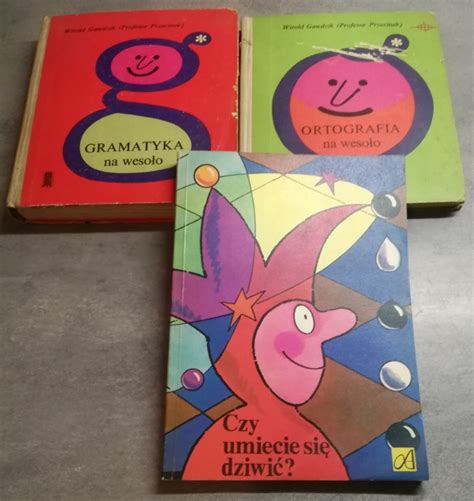 Witold Gawdzik (Profesor Przecinek)
GRAMATYKA
na wesoło
Witold Gawdzik (Profesor Przecinek)
ORTOGRAFIA
na wesoło
Czy
umiecie się
dziwić?